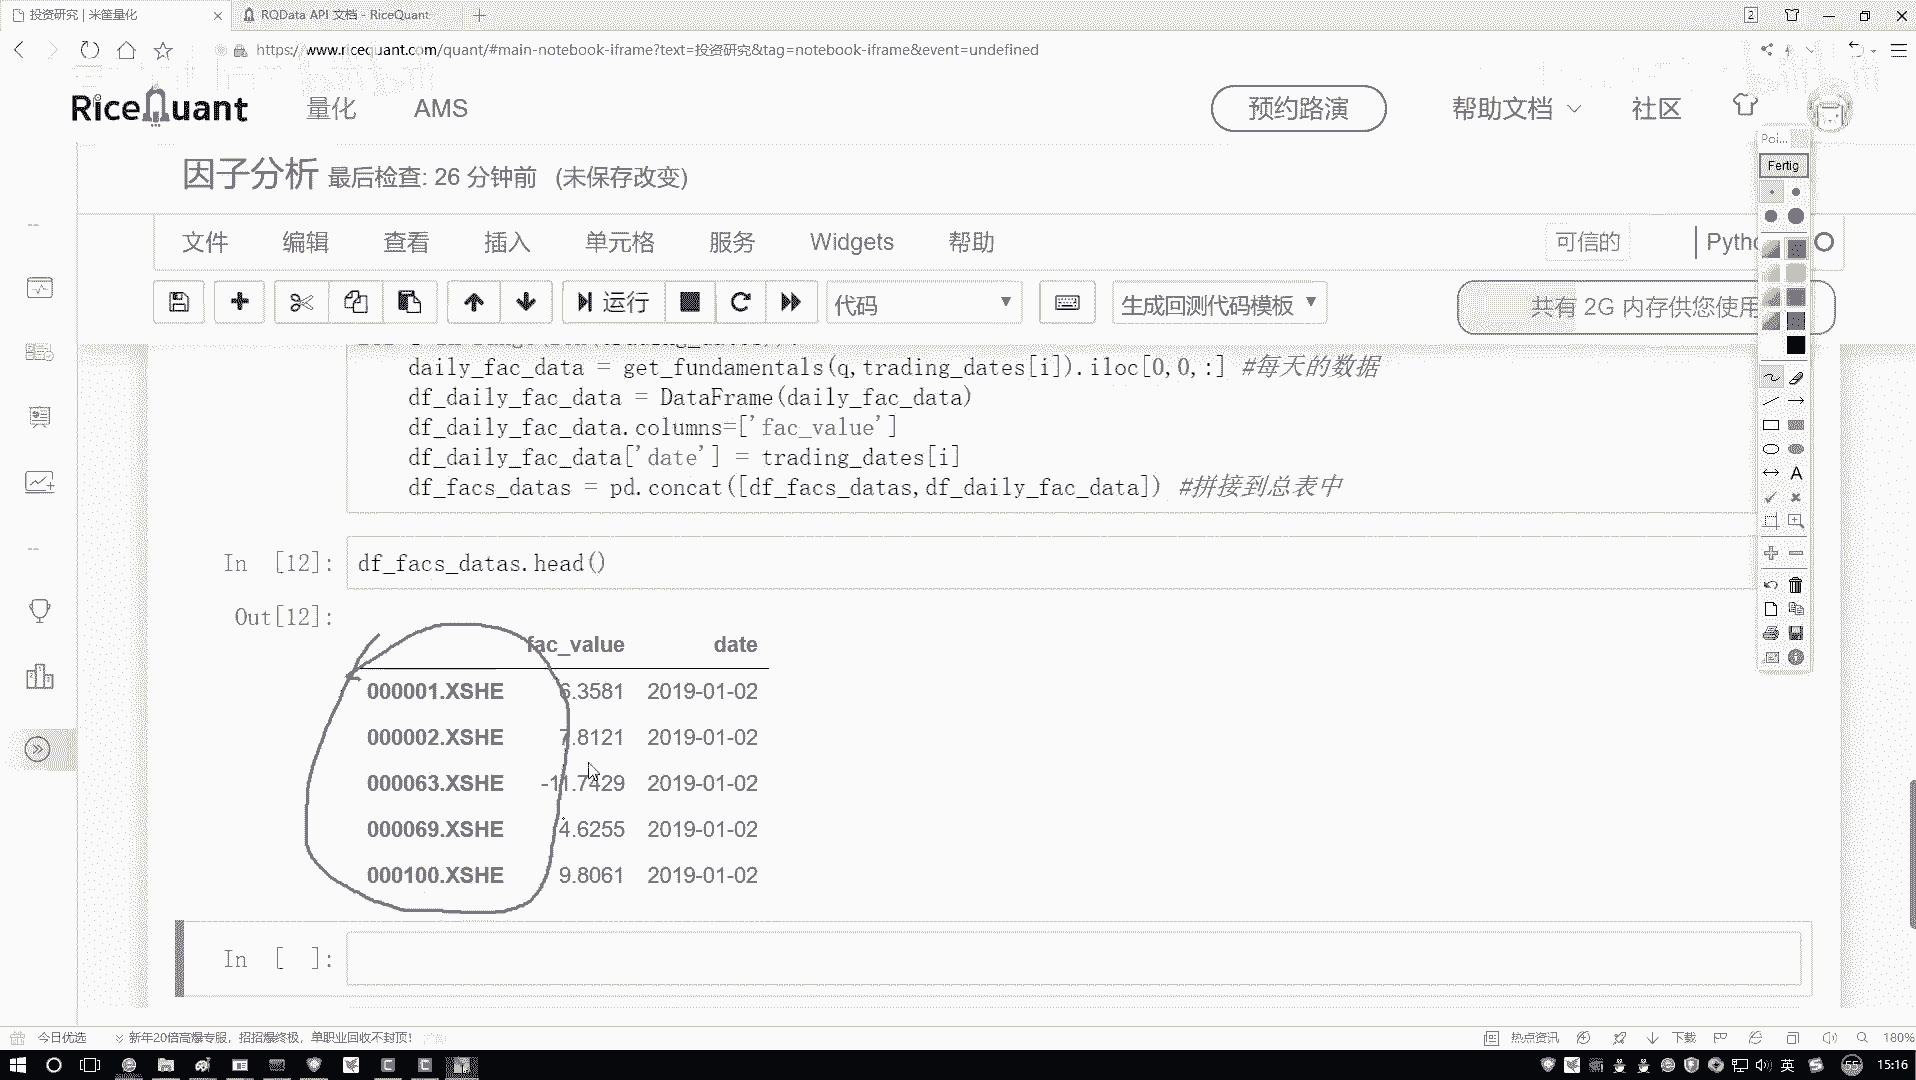 投资研究 | 米筐量化 RQData API 文档 - RiceQuant
https://www.ricequant.com/quant/#main-notebook-iframe?text=投资研究&tag=notebook-iframe&event=undefined
RiceQuant 量化 AMS 预约路演 帮助文档 社区
Poi...
Fertig
因子分析 最后检查: 26 分钟前 (未保存改变)
文件 编辑 查看 插入 单元格 服务 Widgets 帮助 可信的 Pytho
运行 代码 生成回测代码模板 共有 2G 内存供您使用
daily_fac_data = get_fundamentals(q,trading_dates[i]).iloc[0,0,:] #每天的数据
df_daily_fac_data = DataFrame(daily_fac_data)
df_daily_fac_data.columns=['fac_value']
df_daily_fac_data['date'] = trading_dates[i]
df_facs_datas = pd.concat([df_facs_datas,df_daily_fac_data]) #拼接到总表中
In [12]: df_facs_datas.head()
Out[12]:
fac_value date
000001.XSHE 6.3581 2019-01-02
000002.XSHE 7.8121 2019-01-02
000063.XSHE -11.7429 2019-01-02
000069.XSHE 4.6255 2019-01-02
000100.XSHE 9.8061 2019-01-02
In [ ]:
今日优选 新年20倍高爆专服，招招爆终极，单职业回收不封顶! 热点资讯 下载 180%
英 55 15:16